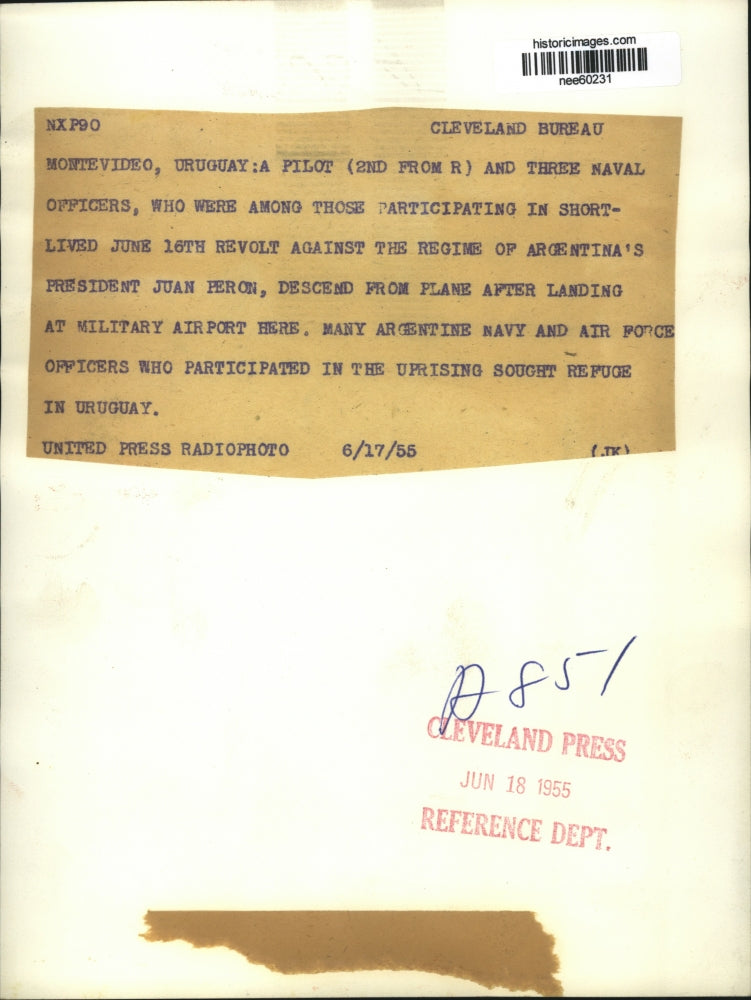 historicimages.com
nee60231
NXP90 CLEVELAND BUREAU
MONTEVIDEO, URUGUAY:A PILOT (2ND FROM R) AND THREE NAVAL
OFFICERS, WHO WERE AMONG THOSE PARTICIPATING IN SHORT-
LIVED JUNE 16TH REVOLT AGAINST THE REGIME OF ARGENTINA'S
PRESIDENT JUAN PERON, DESCEND FROM PLANE AFTER LANDING
AT MILITARY AIRPORT HERE. MANY ARGENTINE NAVY AND AIR FORCE
OFFICERS WHO PARTICIPATED IN THE UPRISING SOUGHT REFUGE
IN URUGUAY.
UNITED PRESS RADIOPHOTO 6/17/55 (JK)
A 851
CLEVELAND PRESS
JUN 18 1955
REFERENCE DEPT.